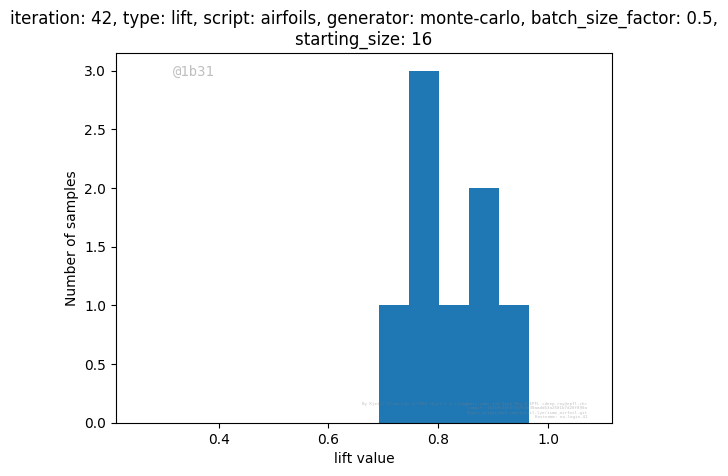 iteration: 42, type: lift, script: airfoils, generator: monte-carlo, batch_size_factor: 0.5,
starting_size: 16
@1b31
3.0
2.5
2.0
1.5
1.0
0.5
0.0
Number of samples
0.4
0.6
0.8
1.0
lift value